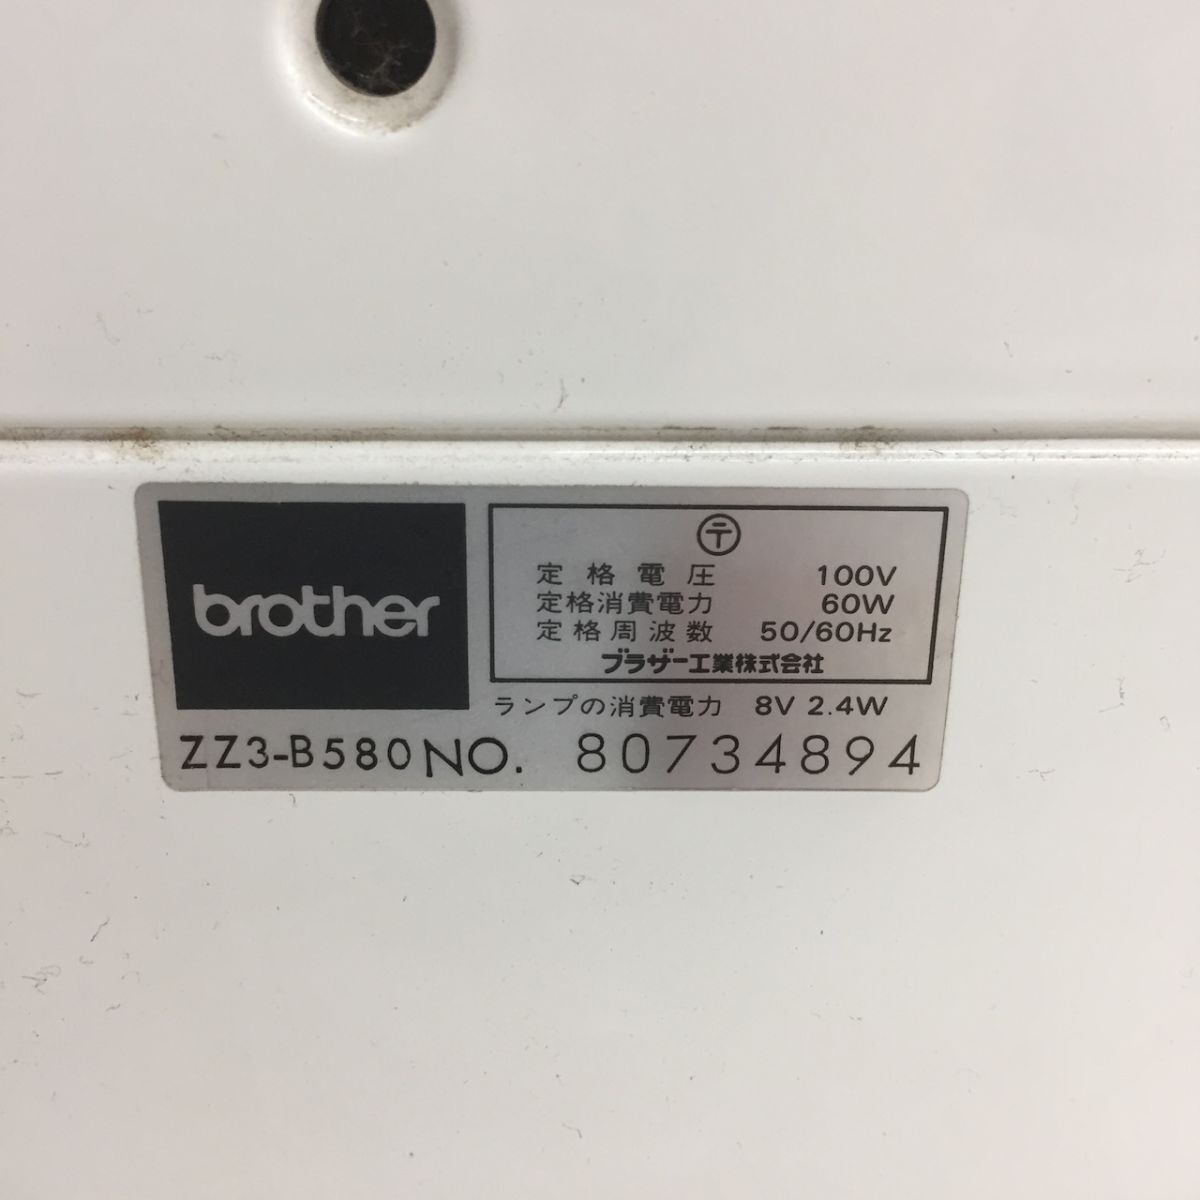 brother
〒
定格電圧 100V
定格消費電力 60W
定格周波数 50/60Hz
ブラザー工業株式会社
ランプの消費電力 8V 2.4W
ZZ3-B580 NO. 80734894